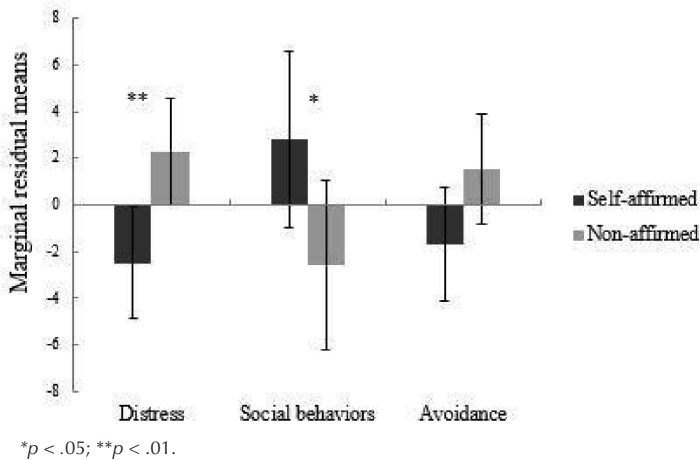 Marginal residual means
8
6
4
2
0
-2
-4
-6
-8
**
*
Distress
Social behaviors
Avoidance
Self-affirmed
Non-affirmed
*p < .05; **p < .01.